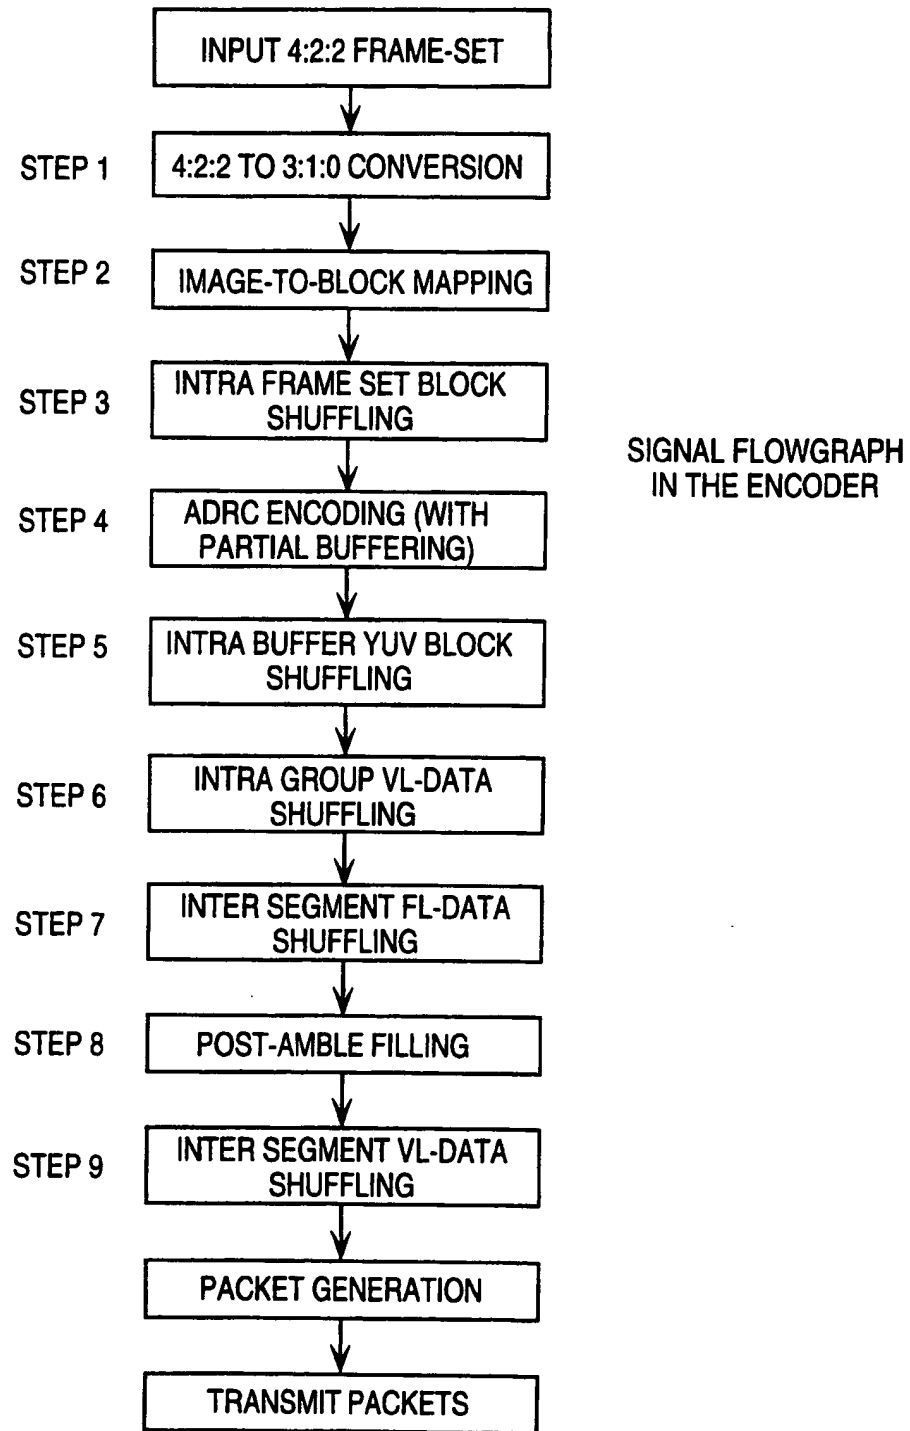 INPUT 4:2:2 FRAME-SET
STEP 1
4:2:2 TO 3:1:0 CONVERSION
STEP 2
IMAGE-TO-BLOCK MAPPING
STEP 3
INTRA FRAME SET BLOCK
SHUFFLING
SIGNAL FLOWGRAPH
IN THE ENCODER
STEP 4
ADRC ENCODING (WITH
PARTIAL BUFFERING)
STEP 5
INTRA BUFFER YUV BLOCK
SHUFFLING
STEP 6
INTRA GROUP VL-DATA
SHUFFLING
STEP 7
INTER SEGMENT FL-DATA
SHUFFLING
STEP 8
POST-AMBLE FILLING
STEP 9
INTER SEGMENT VL-DATA
SHUFFLING
PACKET GENERATION
TRANSMIT PACKETS